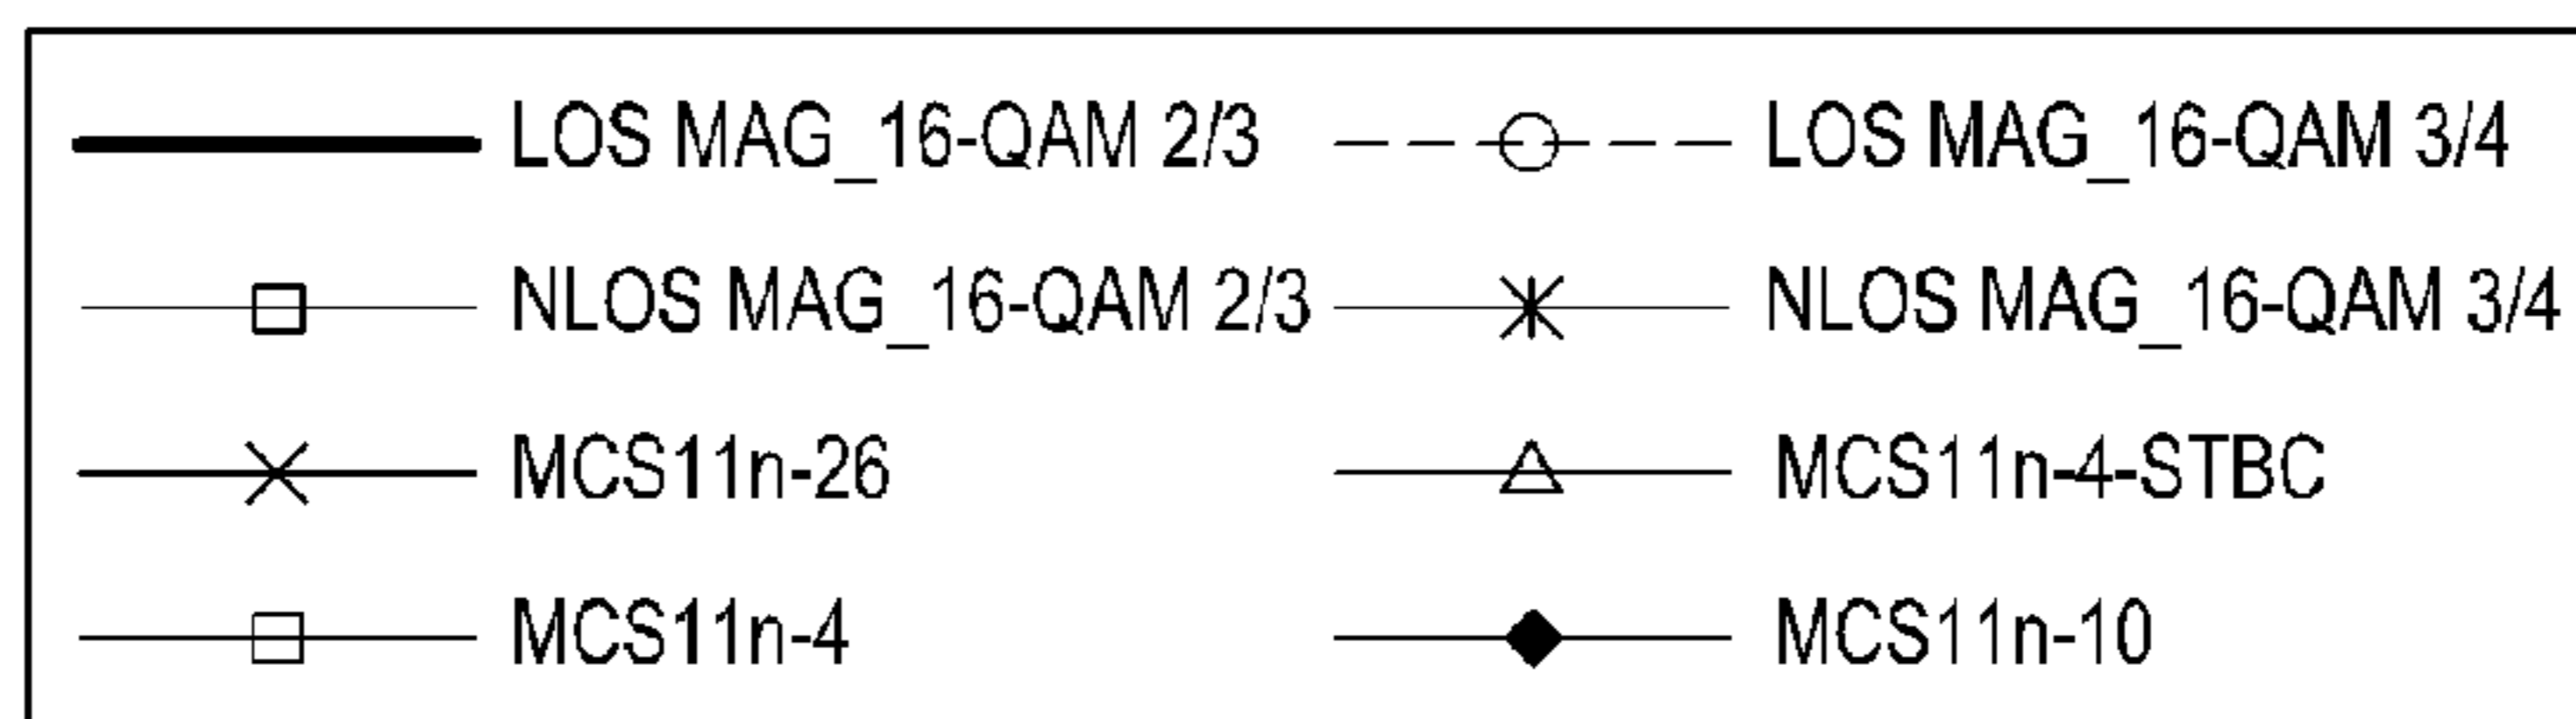 LOS MAG_16-QAM 2/3 LOS MAG_16-QAM 3/4
NLOS MAG_16-QAM 2/3 NLOS MAG_16-QAM 3/4
MCS11n-26 MCS11n-4-STBC
MCS11n-4 MCS11n-10